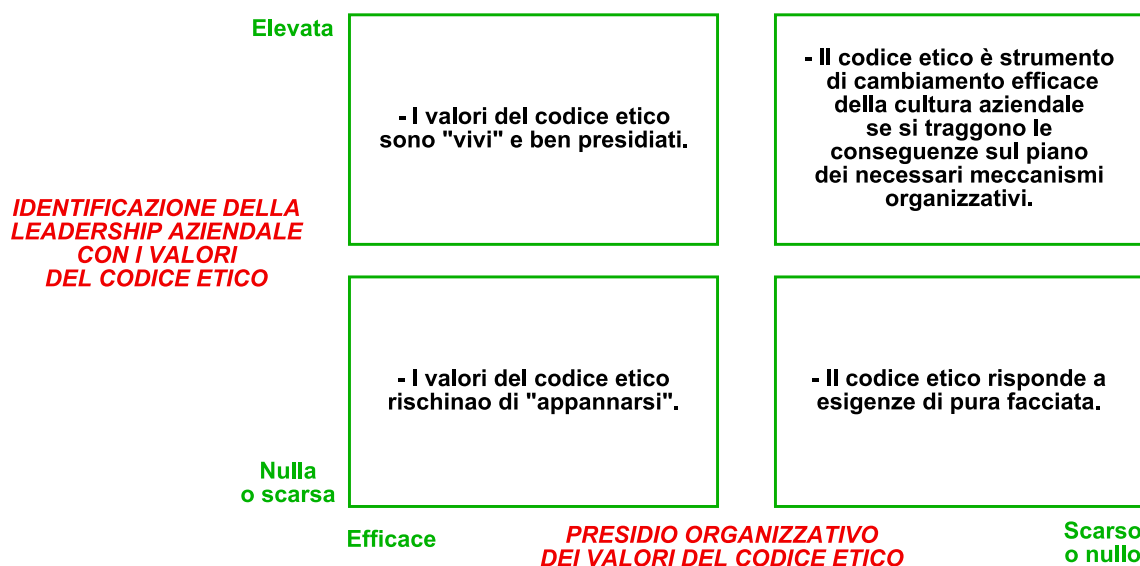 Elevata
- I valori del codice etico
sono "vivi" e ben presidiati.
- Il codice etico è strumento
di cambiamento efficace
della cultura aziendale
se si traggono le
conseguenze sul piano
dei necessari meccanismi
organizzativi.
IDENTIFICAZIONE DELLA
LEADERSHIP AZIENDALE
CON I VALORI
DEL CODICE ETICO
- I valori del codice etico
rischinao di "appannarsi".
- Il codice etico risponde a
esigenze di pura facciata.
Nulla
o scarsa
Efficace
PRESIDIO ORGANIZZATIVO
DEI VALORI DEL CODICE ETICO
Scarso
o nullo